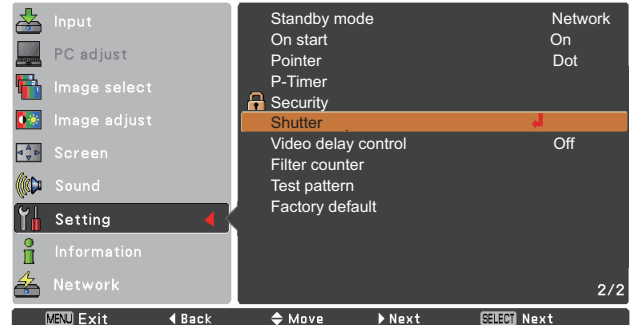 Input
PC adjust
Image select
Image adjust
Screen
Sound
Setting
Information
Network
Standby mode Network
On start On
Pointer Dot
P-Timer
Security
Shutter
Video delay control Off
Filter counter
Test pattern
Factory default
2/2
MENU Exit Back Move Next SELECT Next